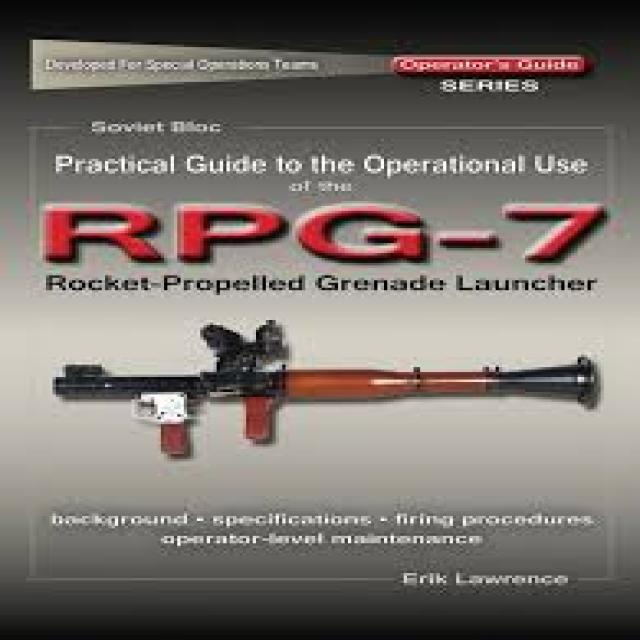 Developed For Special Operations Teams
Operator's Guide
SERIES
Soviet Bloc
Practical Guide to the Operational Use
of the
RPG-7
Rocket-Propelled Grenade Launcher
background • specifications • firing procedures
operator-level maintenance
Erik Lawrence